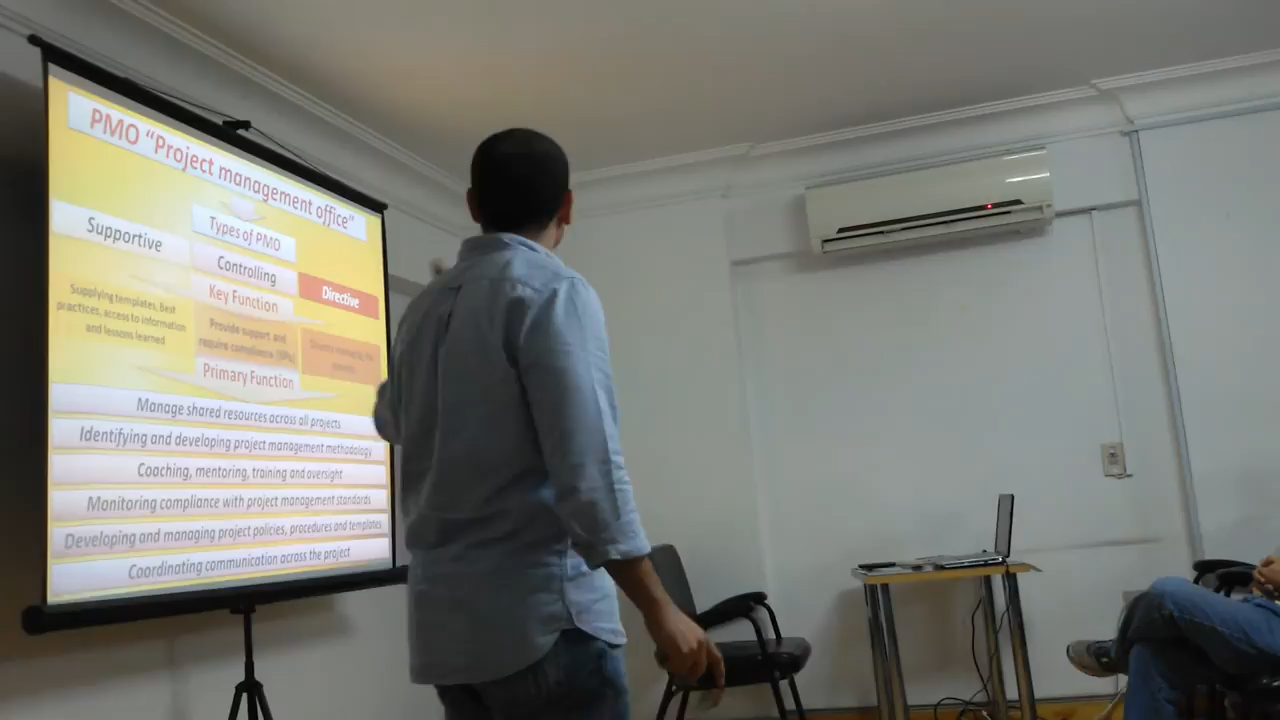 PMO “Project management office”
Types of PMO
Supportive
Controlling
Directive
Key Function
Supplying templates, Best
practices, access to information
and lessons learned
Provide support and
require compliance
Primary Function
Manage shared resources across all projects
Identifying and developing project management methodology
Coaching, mentoring, training and oversight
Monitoring compliance with project management standards
Developing and managing project policies, procedures and templates
Coordinating communication across the project